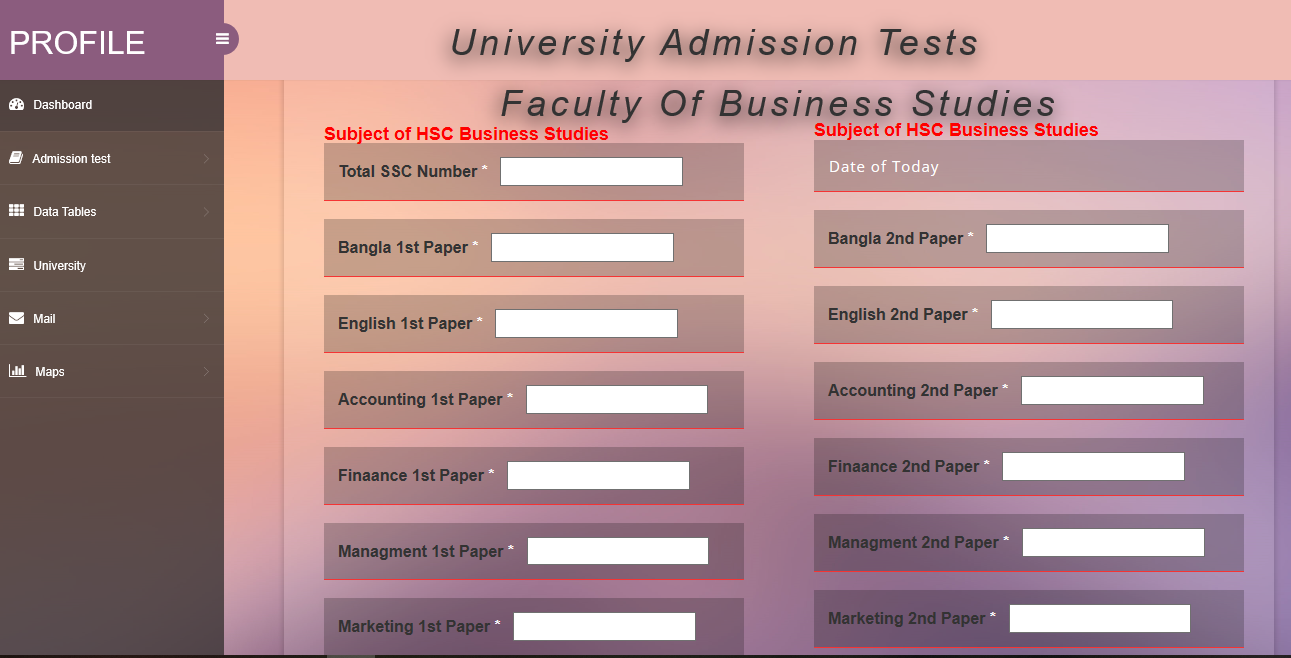 PROFILE
University Admission Tests
Dashboard
Admission test
Data Tables
University
Mail
Maps
Faculty Of Business Studies
Subject of HSC Business Studies
Total SSC Number *
Bangla 1st Paper *
English 1st Paper *
Accounting 1st Paper *
Finaance 1st Paper *
Managment 1st Paper *
Marketing 1st Paper *
Subject of HSC Business Studies
Date of Today
Bangla 2nd Paper *
English 2nd Paper *
Accounting 2nd Paper *
Finaance 2nd Paper *
Managment 2nd Paper *
Marketing 2nd Paper *